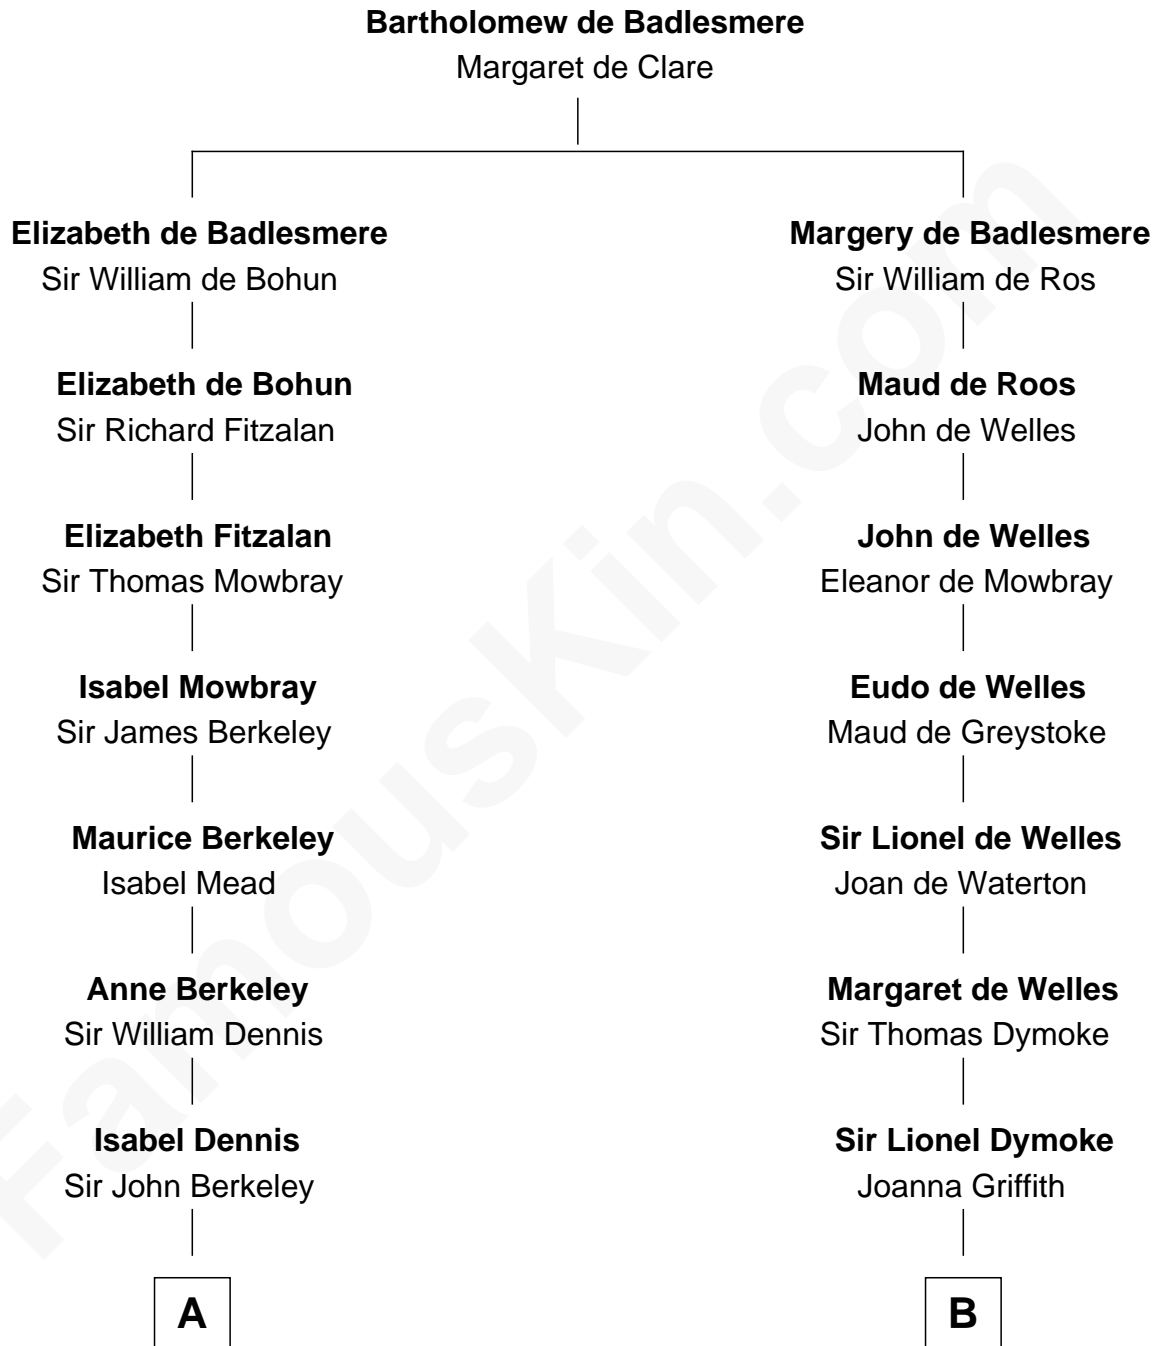 Bartholomew de Badlesmere
Margaret de Clare
Elizabeth de Badlesmere
Sir William de Bohun
Margery de Badlesmere
Sir William de Ros
Elizabeth de Bohun
Sir Richard Fitzalan
Maud de Roos
John de Welles
Elizabeth Fitzalan
Sir Thomas Mowbray
John de Welles
Eleanor de Mowbray
Isabel Mowbray
Sir James Berkeley
Eudo de Welles
Maud de Greystoke
Maurice Berkeley
Isabel Mead
Sir Lionel de Welles
Joan de Waterton
Anne Berkeley
Sir William Dennis
Margaret de Welles
Sir Thomas Dymoke
Isabel Dennis
Sir John Berkeley
Sir Lionel Dymoke
Joanna Griffith
A
B
FamousKin.com